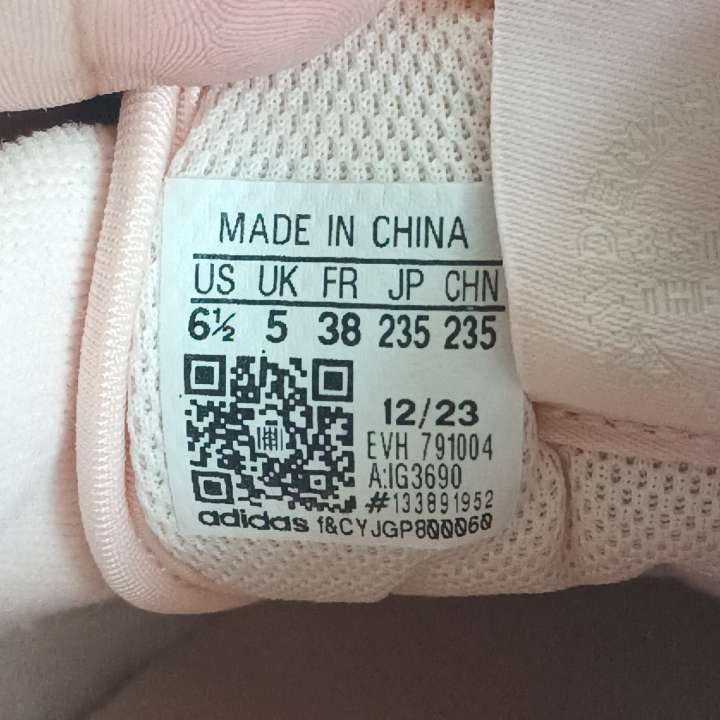 MADE IN CHINA
US UK FR JP CHN
6½ 5 38 235 235
12/23
EVH 791004
A:IG3690
#133891952
adidas f&CYJGP800060